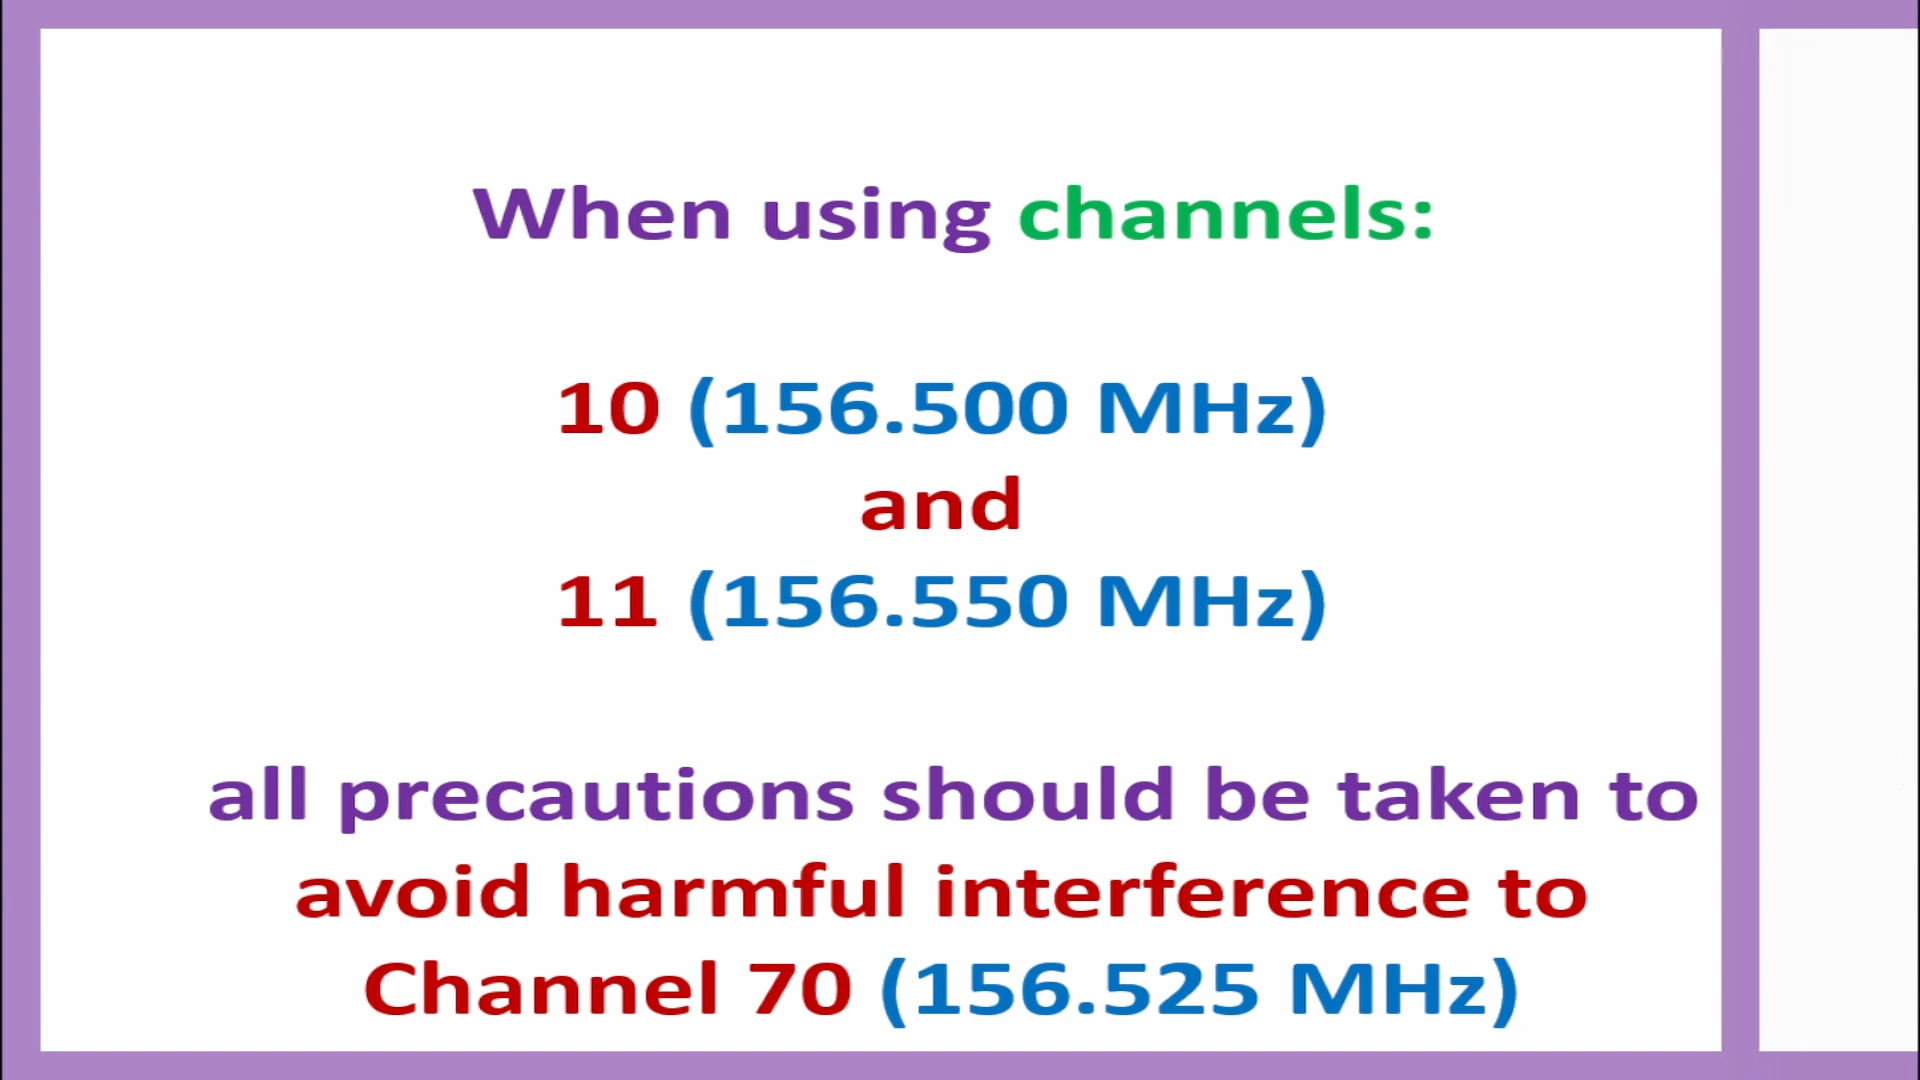 When using channels:
10 (156.500 MHz)
and
11 (156.550 MHz)
all precautions should be taken to
avoid harmful interference to
Channel 70 (156.525 MHz)